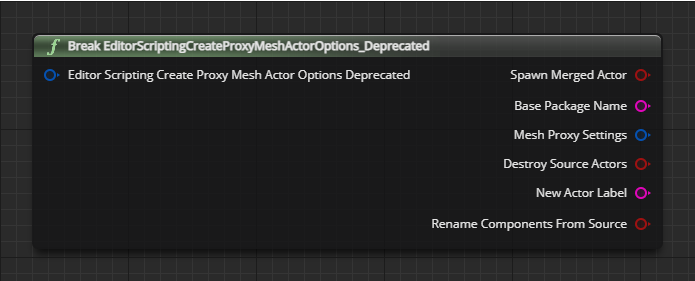 Break EditorScriptingCreateProxyMeshActorOptions_Deprecated
Editor Scripting Create Proxy Mesh Actor Options Deprecated
Spawn Merged Actor
Base Package Name
Mesh Proxy Settings
Destroy Source Actors
New Actor Label
Rename Components From Source